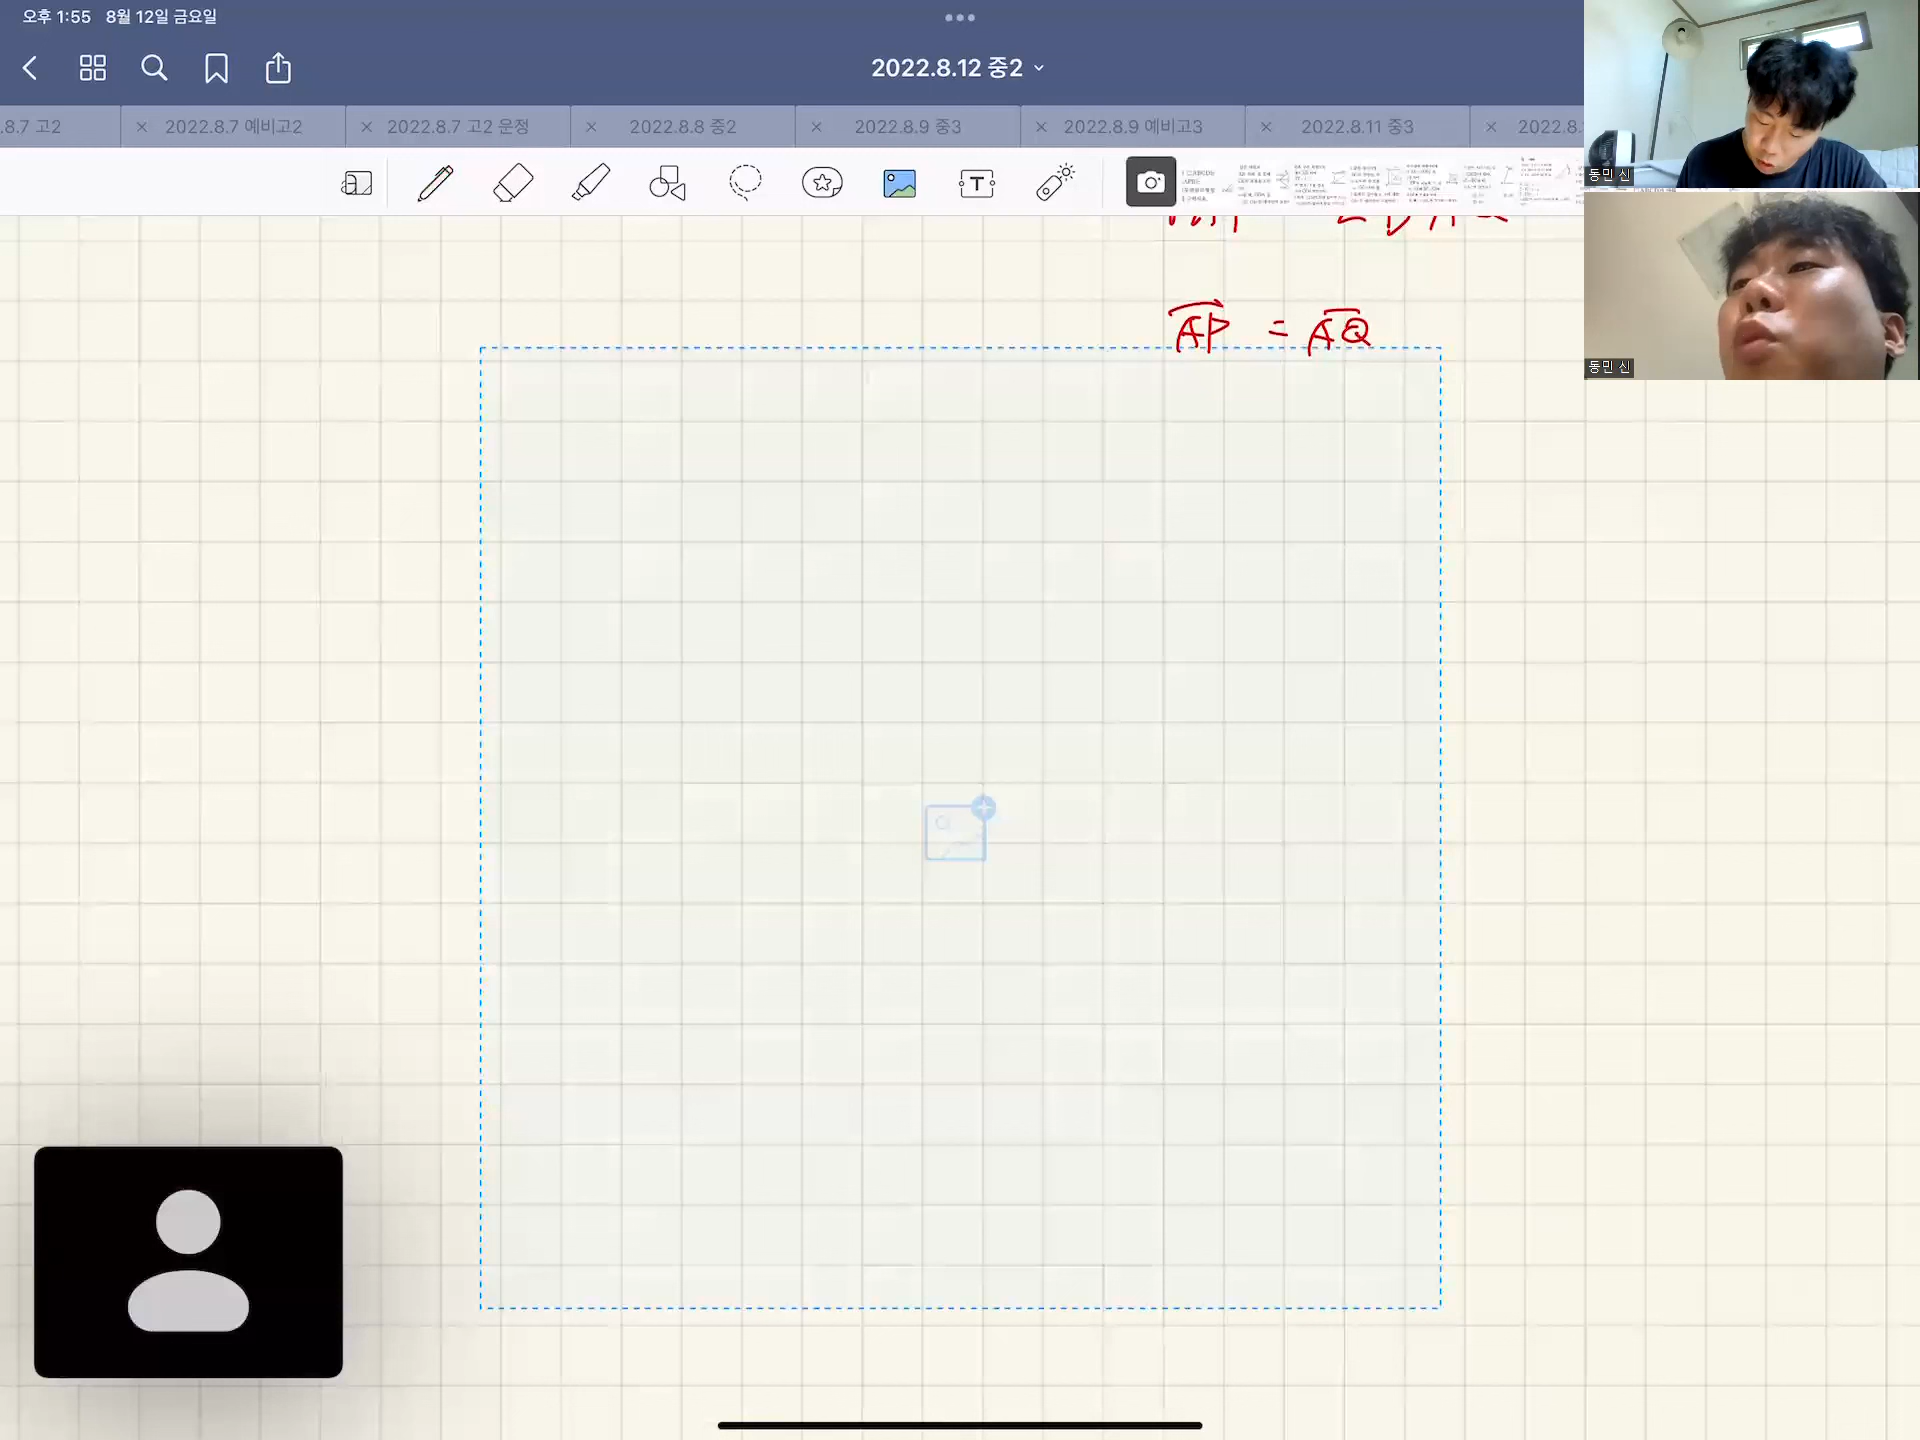 오후 1:55 8월 12일 금요일
2022.8.12 중2
.8.7 고2
2022.8.7 예비고2
2022.8.7 고2 운정
2022.8.8 중2
2022.8.9 중3
2022.8.9 예비고3
2022.8.11 중3
2022.8.
동민 신
AP = AQ
동민 신